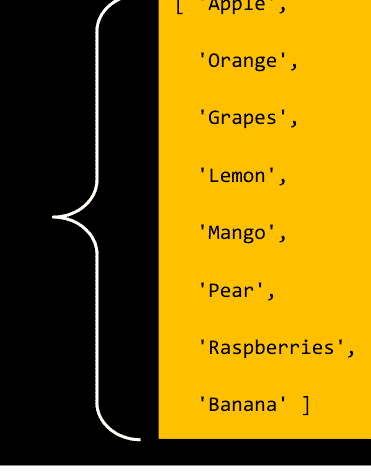 [ 'Apple',
'Orange',
'Grapes',
'Lemon',
'Mango',
'Pear',
'Raspberries',
'Banana' ]